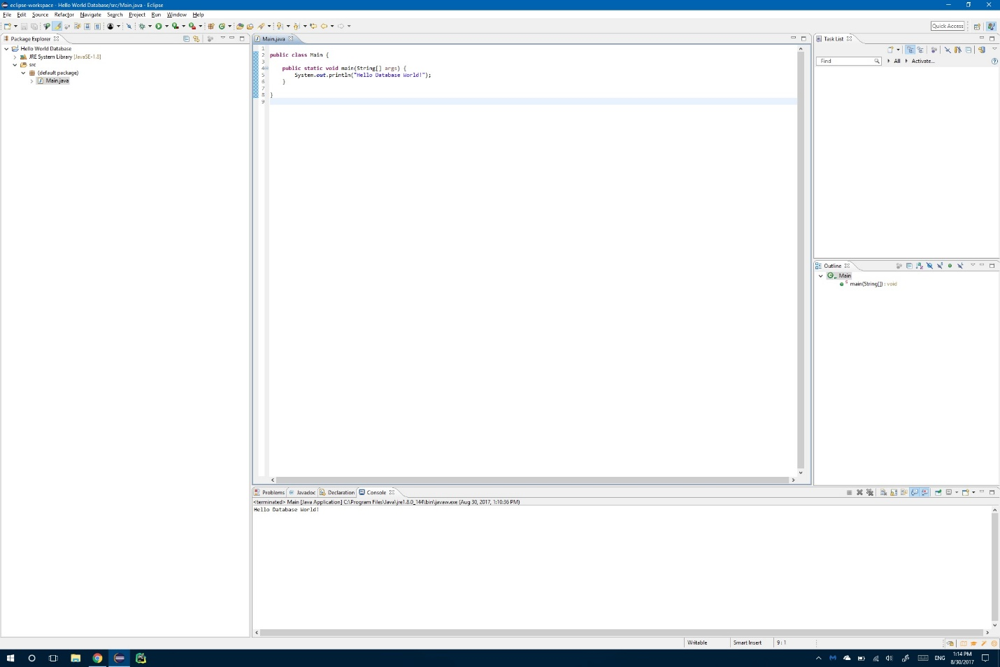 eclipse-workspace - Hello World Database/src/Main.java - Eclipse
File Edit Source Refactor Navigate Search Project Run Window Help
Quick Access
Package Explorer
Hello World Database
JRE System Library [JavaSE-1.8]
src
(default package)
Main.java
Main.java
1
2 public class Main {
3
4 public static void main(String[] args) {
5 System.out.println("Hello Database World!");
6 }
7
8 }
9
Task List
Find All Activate...
Outline
Main
main(String[]) : void
Problems Javadoc Declaration Console
<terminated> Main [Java Application] C:\Program Files\Java\jre1.8.0_144\bin\javaw.exe (Aug 30, 2017, 1:10:36 PM)
Hello Database World!
Writable Smart Insert 9 : 1
ENG
1:14 PM
8/30/2017